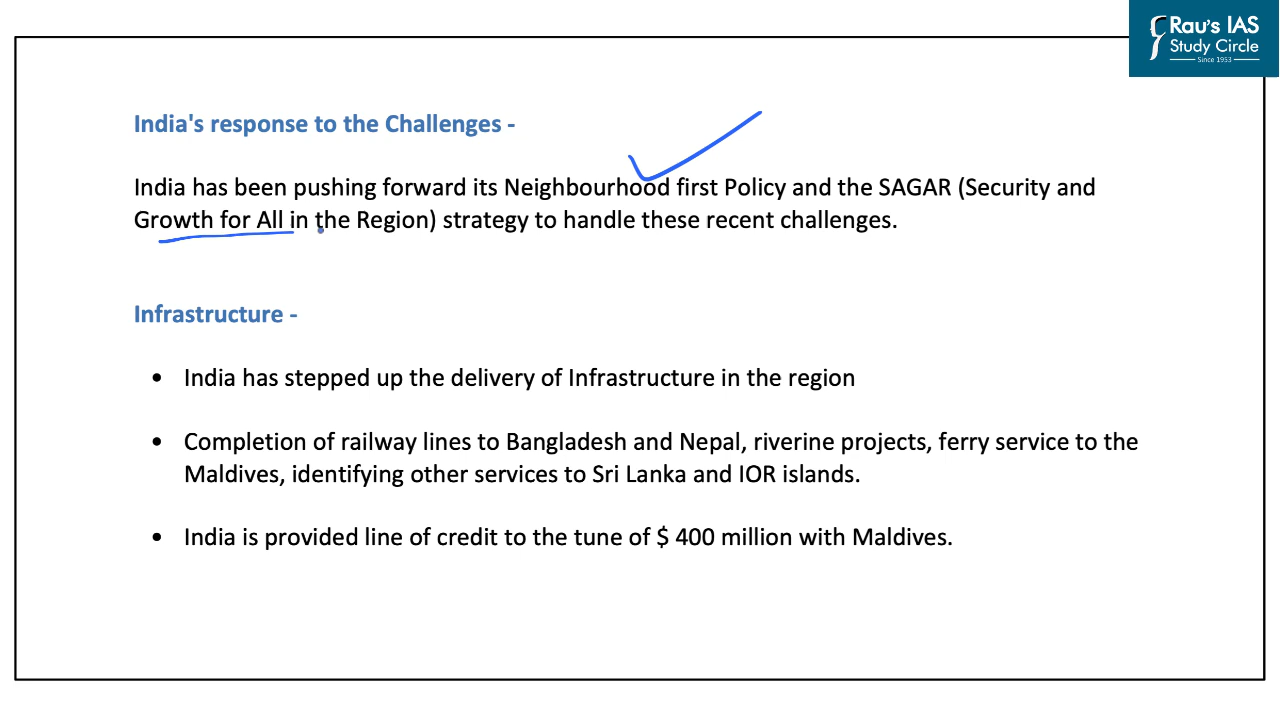 Rau's IAS
Study Circle
Since 1953
India's response to the Challenges -
India has been pushing forward its Neighbourhood first Policy and the SAGAR (Security and
Growth for All in the Region) strategy to handle these recent challenges.
Infrastructure -
• India has stepped up the delivery of Infrastructure in the region
• Completion of railway lines to Bangladesh and Nepal, riverine projects, ferry service to the
Maldives, identifying other services to Sri Lanka and IOR islands.
• India is provided line of credit to the tune of $ 400 million with Maldives.